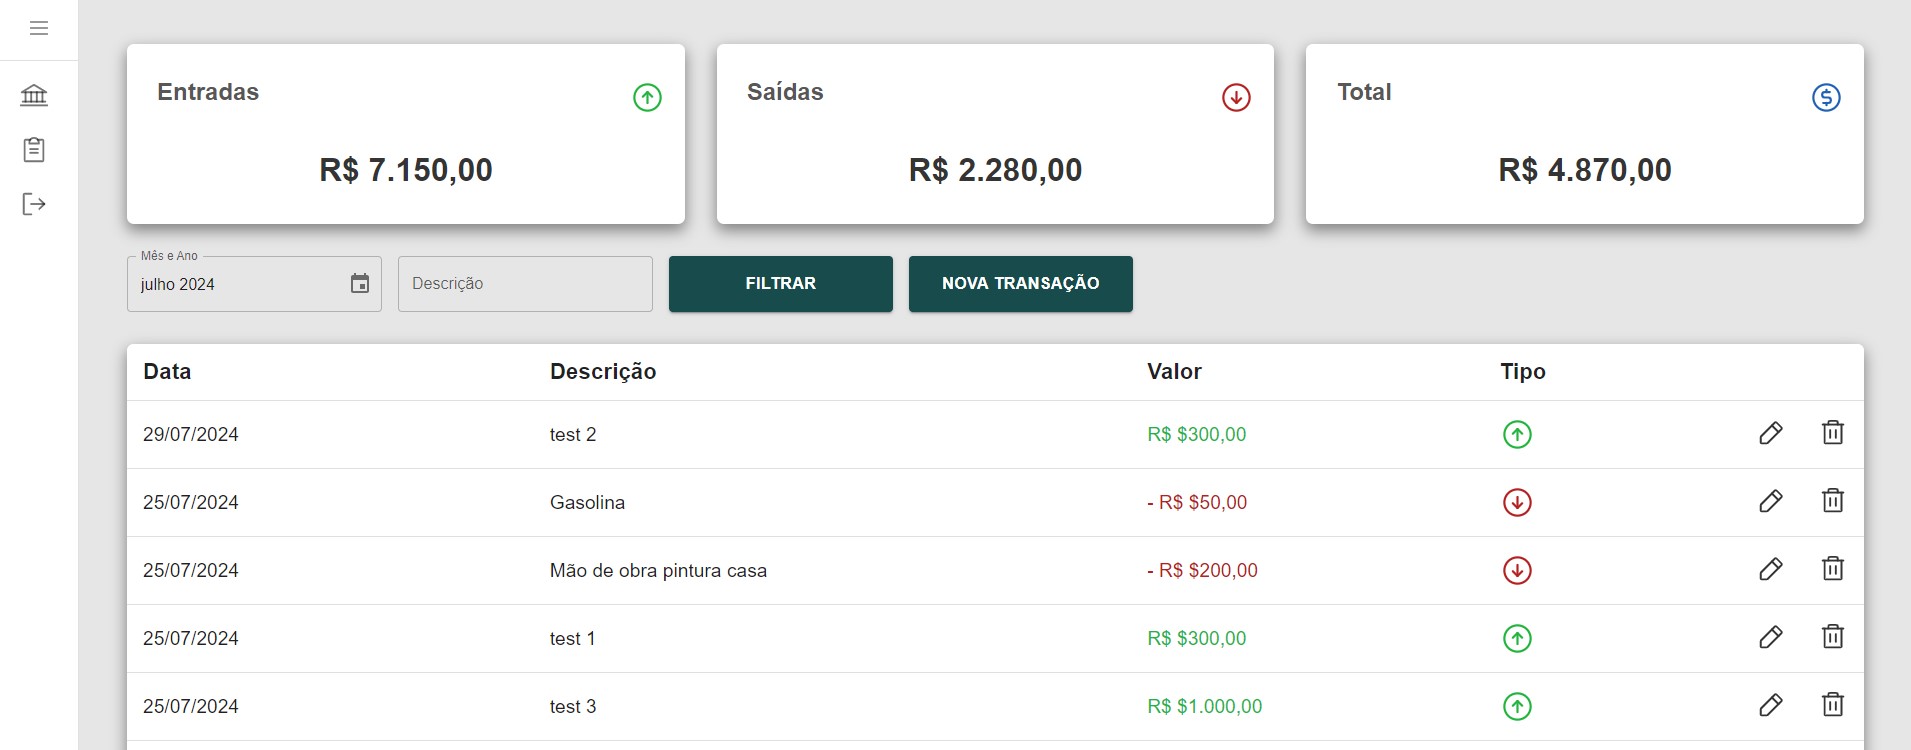 Entradas
R$ 7.150,00
Saídas
R$ 2.280,00
Total
R$ 4.870,00
Mês e Ano
julho 2024
Descrição
FILTRAR
NOVA TRANSAÇÃO
Data Descrição Valor Tipo
29/07/2024 test 2 R$ $300,00
25/07/2024 Gasolina - R$ $50,00
25/07/2024 Mão de obra pintura casa - R$ $200,00
25/07/2024 test 1 R$ $300,00
25/07/2024 test 3 R$ $1.000,00